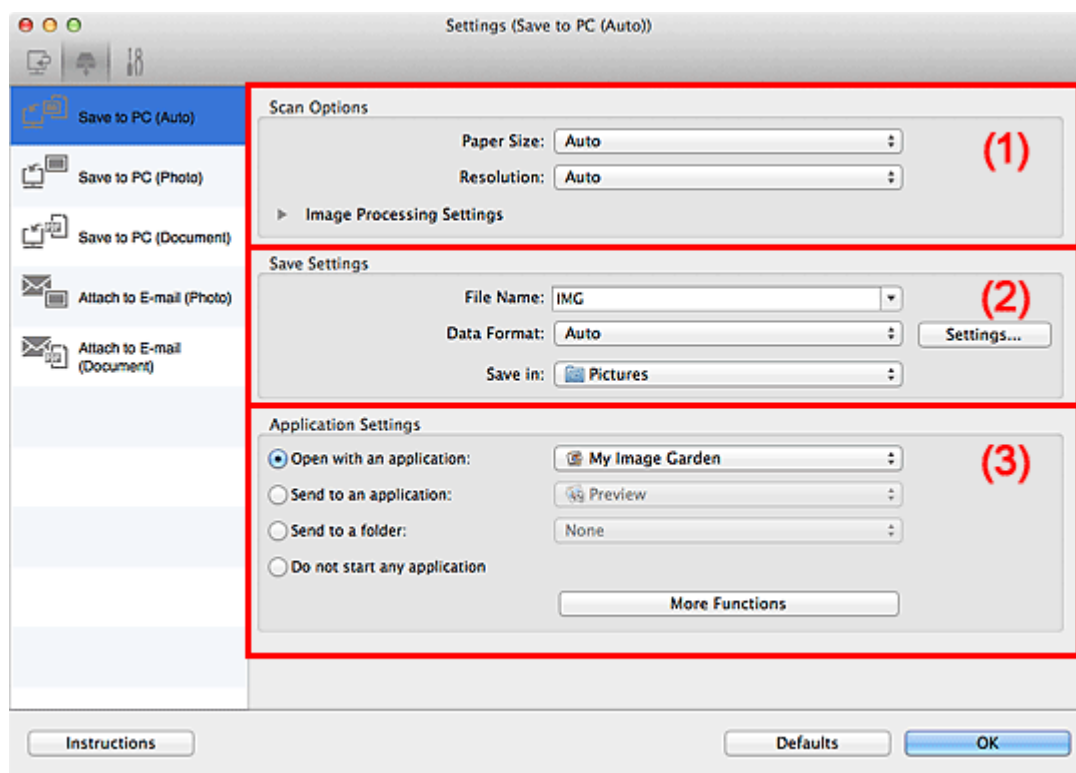 Settings (Save to PC (Auto))
Save to PC (Auto)
Save to PC (Photo)
Save to PC (Document)
Attach to E-mail (Photo)
Attach to E-mail
(Document)
Scan Options
Paper Size: Auto
Resolution: Auto
Image Processing Settings
(1)
Save Settings
File Name: IMG
Data Format: Auto
Settings...
Save in: Pictures
(2)
Application Settings
Open with an application: My Image Garden
Send to an application: Preview
Send to a folder: None
Do not start any application
More Functions
(3)
Instructions
Defaults
OK